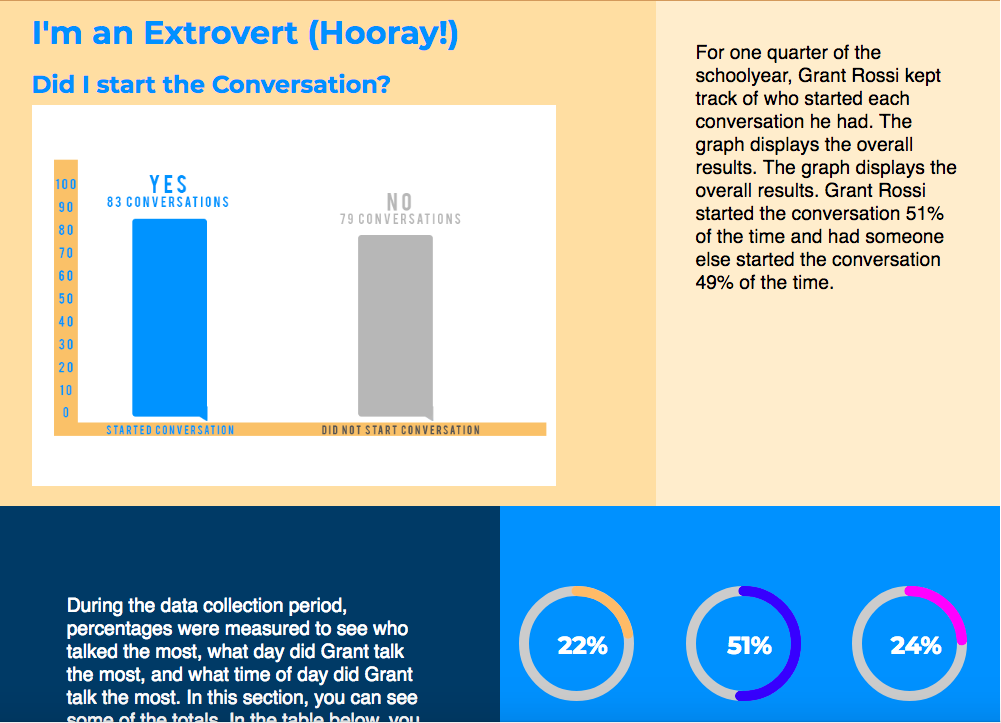 I'm an Extrovert (Hooray!)
Did I start the Conversation?
100
90
80
70
60
50
40
30
20
10
0
YES
83 CONVERSATIONS
NO
79 CONVERSATIONS
STARTED CONVERSATION
DID NOT START CONVERSATION
For one quarter of the
schoolyear, Grant Rossi kept
track of who started each
conversation he had. The
graph displays the overall
results. The graph displays the
overall results. Grant Rossi
started the conversation 51%
of the time and had someone
else started the conversation
49% of the time.
During the data collection period,
percentages were measured to see who
talked the most, what day did Grant talk
the most, and what time of day did Grant
talk the most. In this section, you can see
some of the totals. In the table below, you
22%
51%
24%